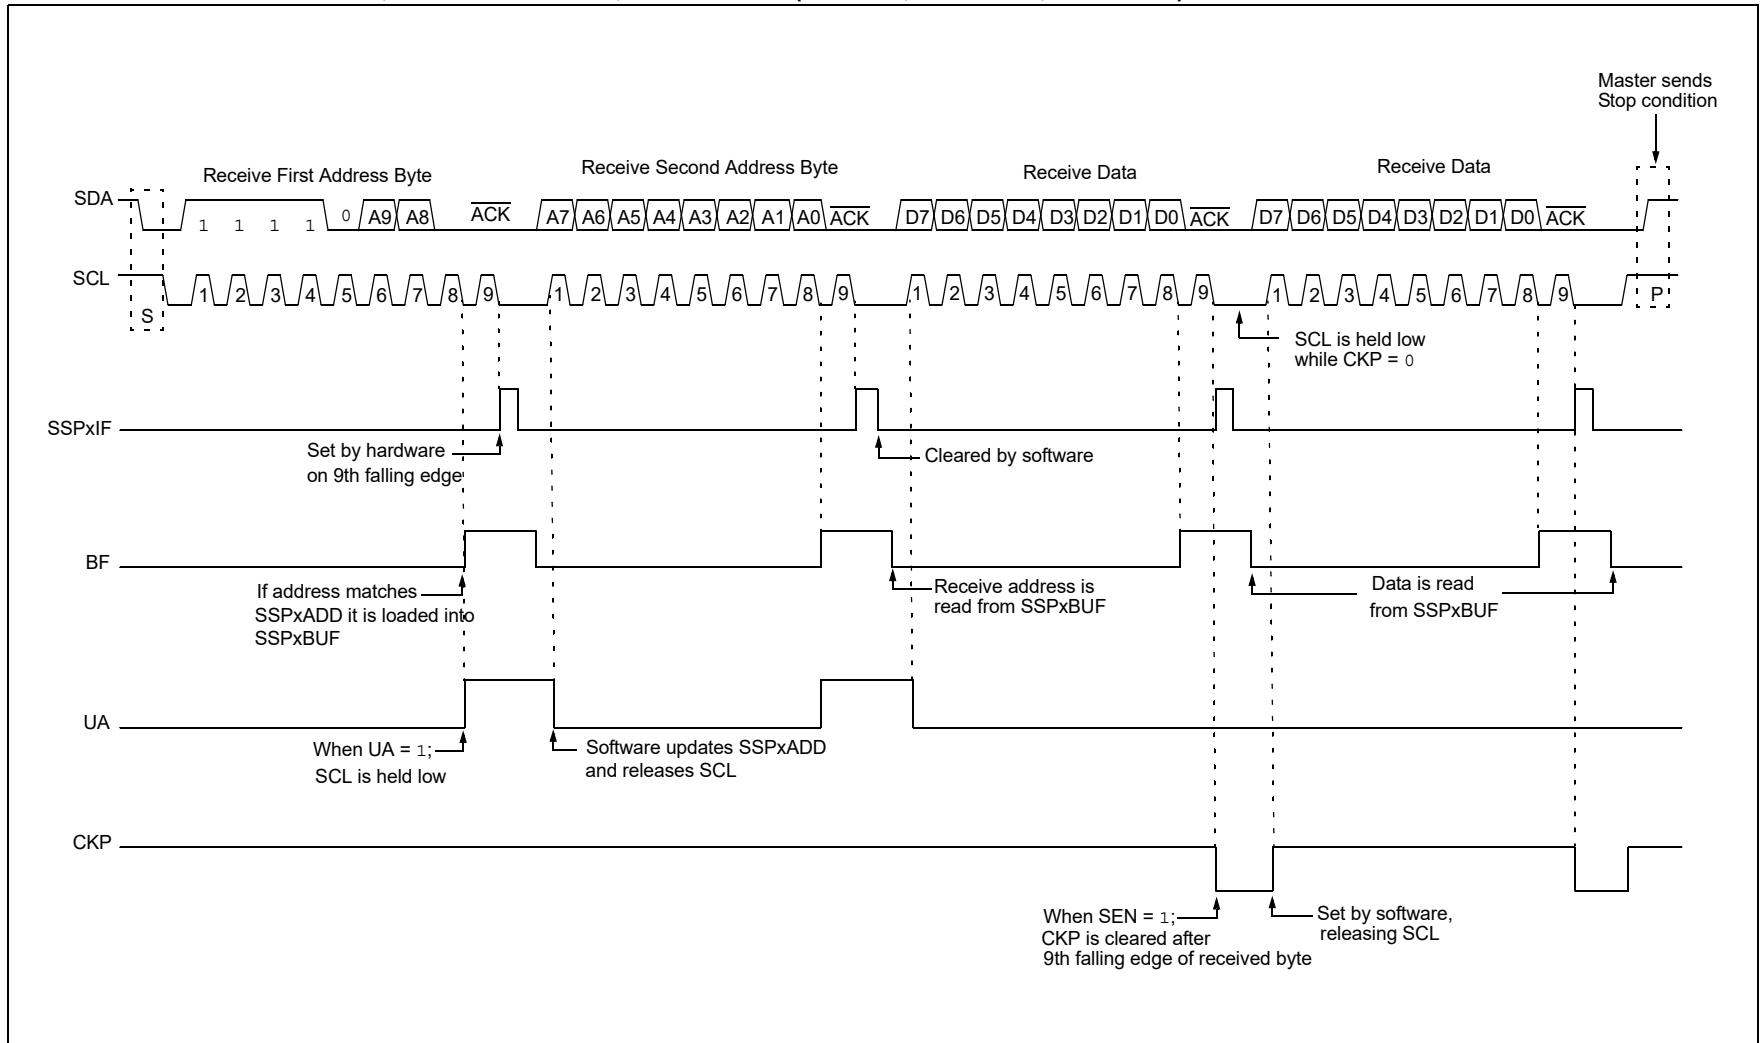 Master sends
Stop condition
Receive First Address Byte
Receive Second Address Byte
Receive Data
Receive Data
SDA
1 1 1 1 0 A9 A8 ACK A7 A6 A5 A4 A3 A2 A1 A0 ACK D7 D6 D5 D4 D3 D2 D1 D0 ACK D7 D6 D5 D4 D3 D2 D1 D0 ACK
SCL
1 2 3 4 5 6 7 8 9 1 2 3 4 5 6 7 8 9 1 2 3 4 5 6 7 8 9 1 2 3 4 5 6 7 8 9
S
P
SCL is held low
while CKP = 0
SSPxIF
Set by hardware
on 9th falling edge
Cleared by software
BF
If address matches
SSPxADD it is loaded into
SSPxBUF
Receive address is
read from SSPxBUF
Data is read
from SSPxBUF
UA
When UA = 1;
SCL is held low
Software updates SSPxADD
and releases SCL
CKP
When SEN = 1;
CKP is cleared after
9th falling edge of received byte
Set by software,
releasing SCL